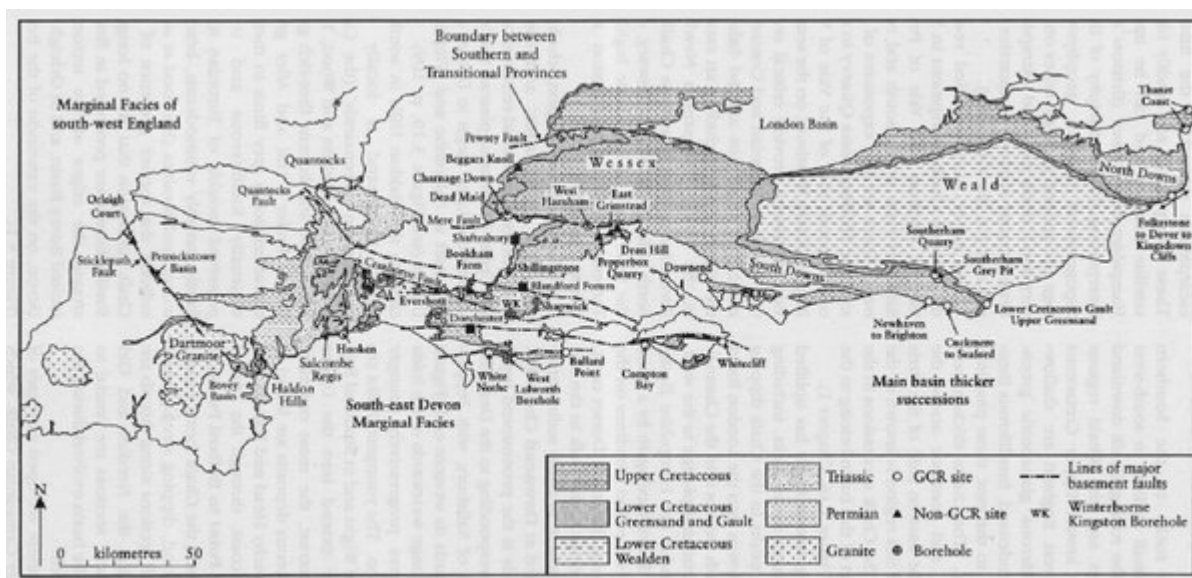 Boundary between
Southern and
Transitional Provinces
Marginal Facies of
south-west England
Thanet
Coast
London Basin
Pewsey Fault
Beggars Knoll
Charnage Down
Dead Maid
Mere Fault
Wessex
West
Harnham
East
Grimstead
North Downs
Weald
Quantocks
Quantocks
Fault
Orleigh
Court
Sticklepath
Fault
Petrockstowe
Basin
Shaftesbury
Bookham
Farm
Cranborne Fault
Shillingstone
Dean Hill
Pepperbox
Quarry
Downend
South Downs
Southerham
Quarry
Southerham
Grey Pit
Folkestone
to Dover to
Kingsdown
Cliffs
Evershott
Blandford Forum
WK
Shapwick
Dorchester
Lower Cretaceous Gault
Upper Greensand
Newhaven
to Brighton
Cuckmere
to Seaford
Dartmoor
Granite
Bovey
Basin
Haldon
Hills
Salcombe
Regis
Hooken
White
Nothe
West
Lulworth
Borehole
Ballard
Point
Compton
Bay
Whitecliff
South-east Devon
Marginal Facies
Main basin thicker
successions
N
0 kilometres 50
Upper Cretaceous
Lower Cretaceous
Greensand and Gault
Lower Cretaceous
Wealden
Triassic
Permian
Granite
GCR site
Non-GCR site
Borehole
Lines of major
basement faults
WK
Winterborne
Kingston Borehole